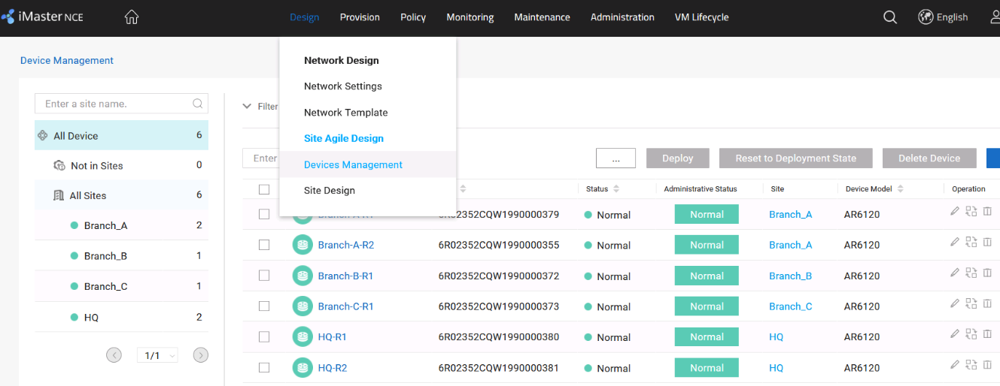 iMaster NCE Design Provision Policy Monitoring Maintenance Administration VM Lifecycle English
Device Management
Network Design
Network Settings
Network Template
Site Agile Design
Devices Management
Site Design
Enter a site name.
All Device 6
Not in Sites 0
All Sites 6
Branch_A 2
Branch_B 1
Branch_C 1
HQ 2
1/1
Filter
Enter ... Deploy Reset to Deployment State Delete Device
Status Administrative Status Site Device Model Operation
Branch-A-R1 6R02352CQW1990000379 Normal Normal Branch_A AR6120
Branch-A-R2 6R02352CQW1990000355 Normal Normal Branch_A AR6120
Branch-B-R1 6R02352CQW1990000372 Normal Normal Branch_B AR6120
Branch-C-R1 6R02352CQW1990000373 Normal Normal Branch_C AR6120
HQ-R1 6R02352CQW1990000380 Normal Normal HQ AR6120
HQ-R2 6R02352CQW1990000381 Normal Normal HQ AR6120